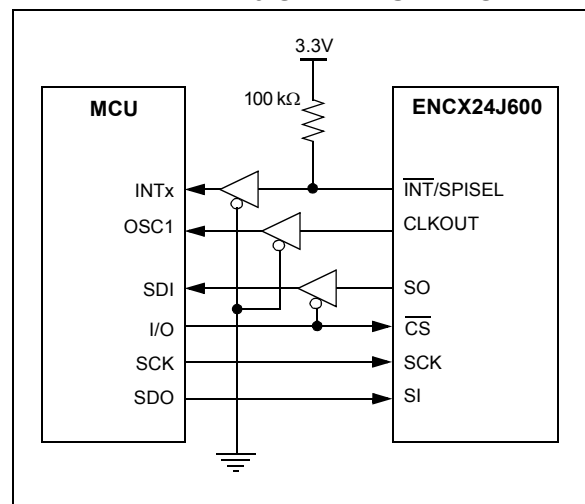 3.3V
100 kΩ
MCU
ENCX24J600
INTx
INT/SPISEL
OSC1
CLKOUT
SDI
SO
I/O
CS
SCK
SCK
SDO
SI